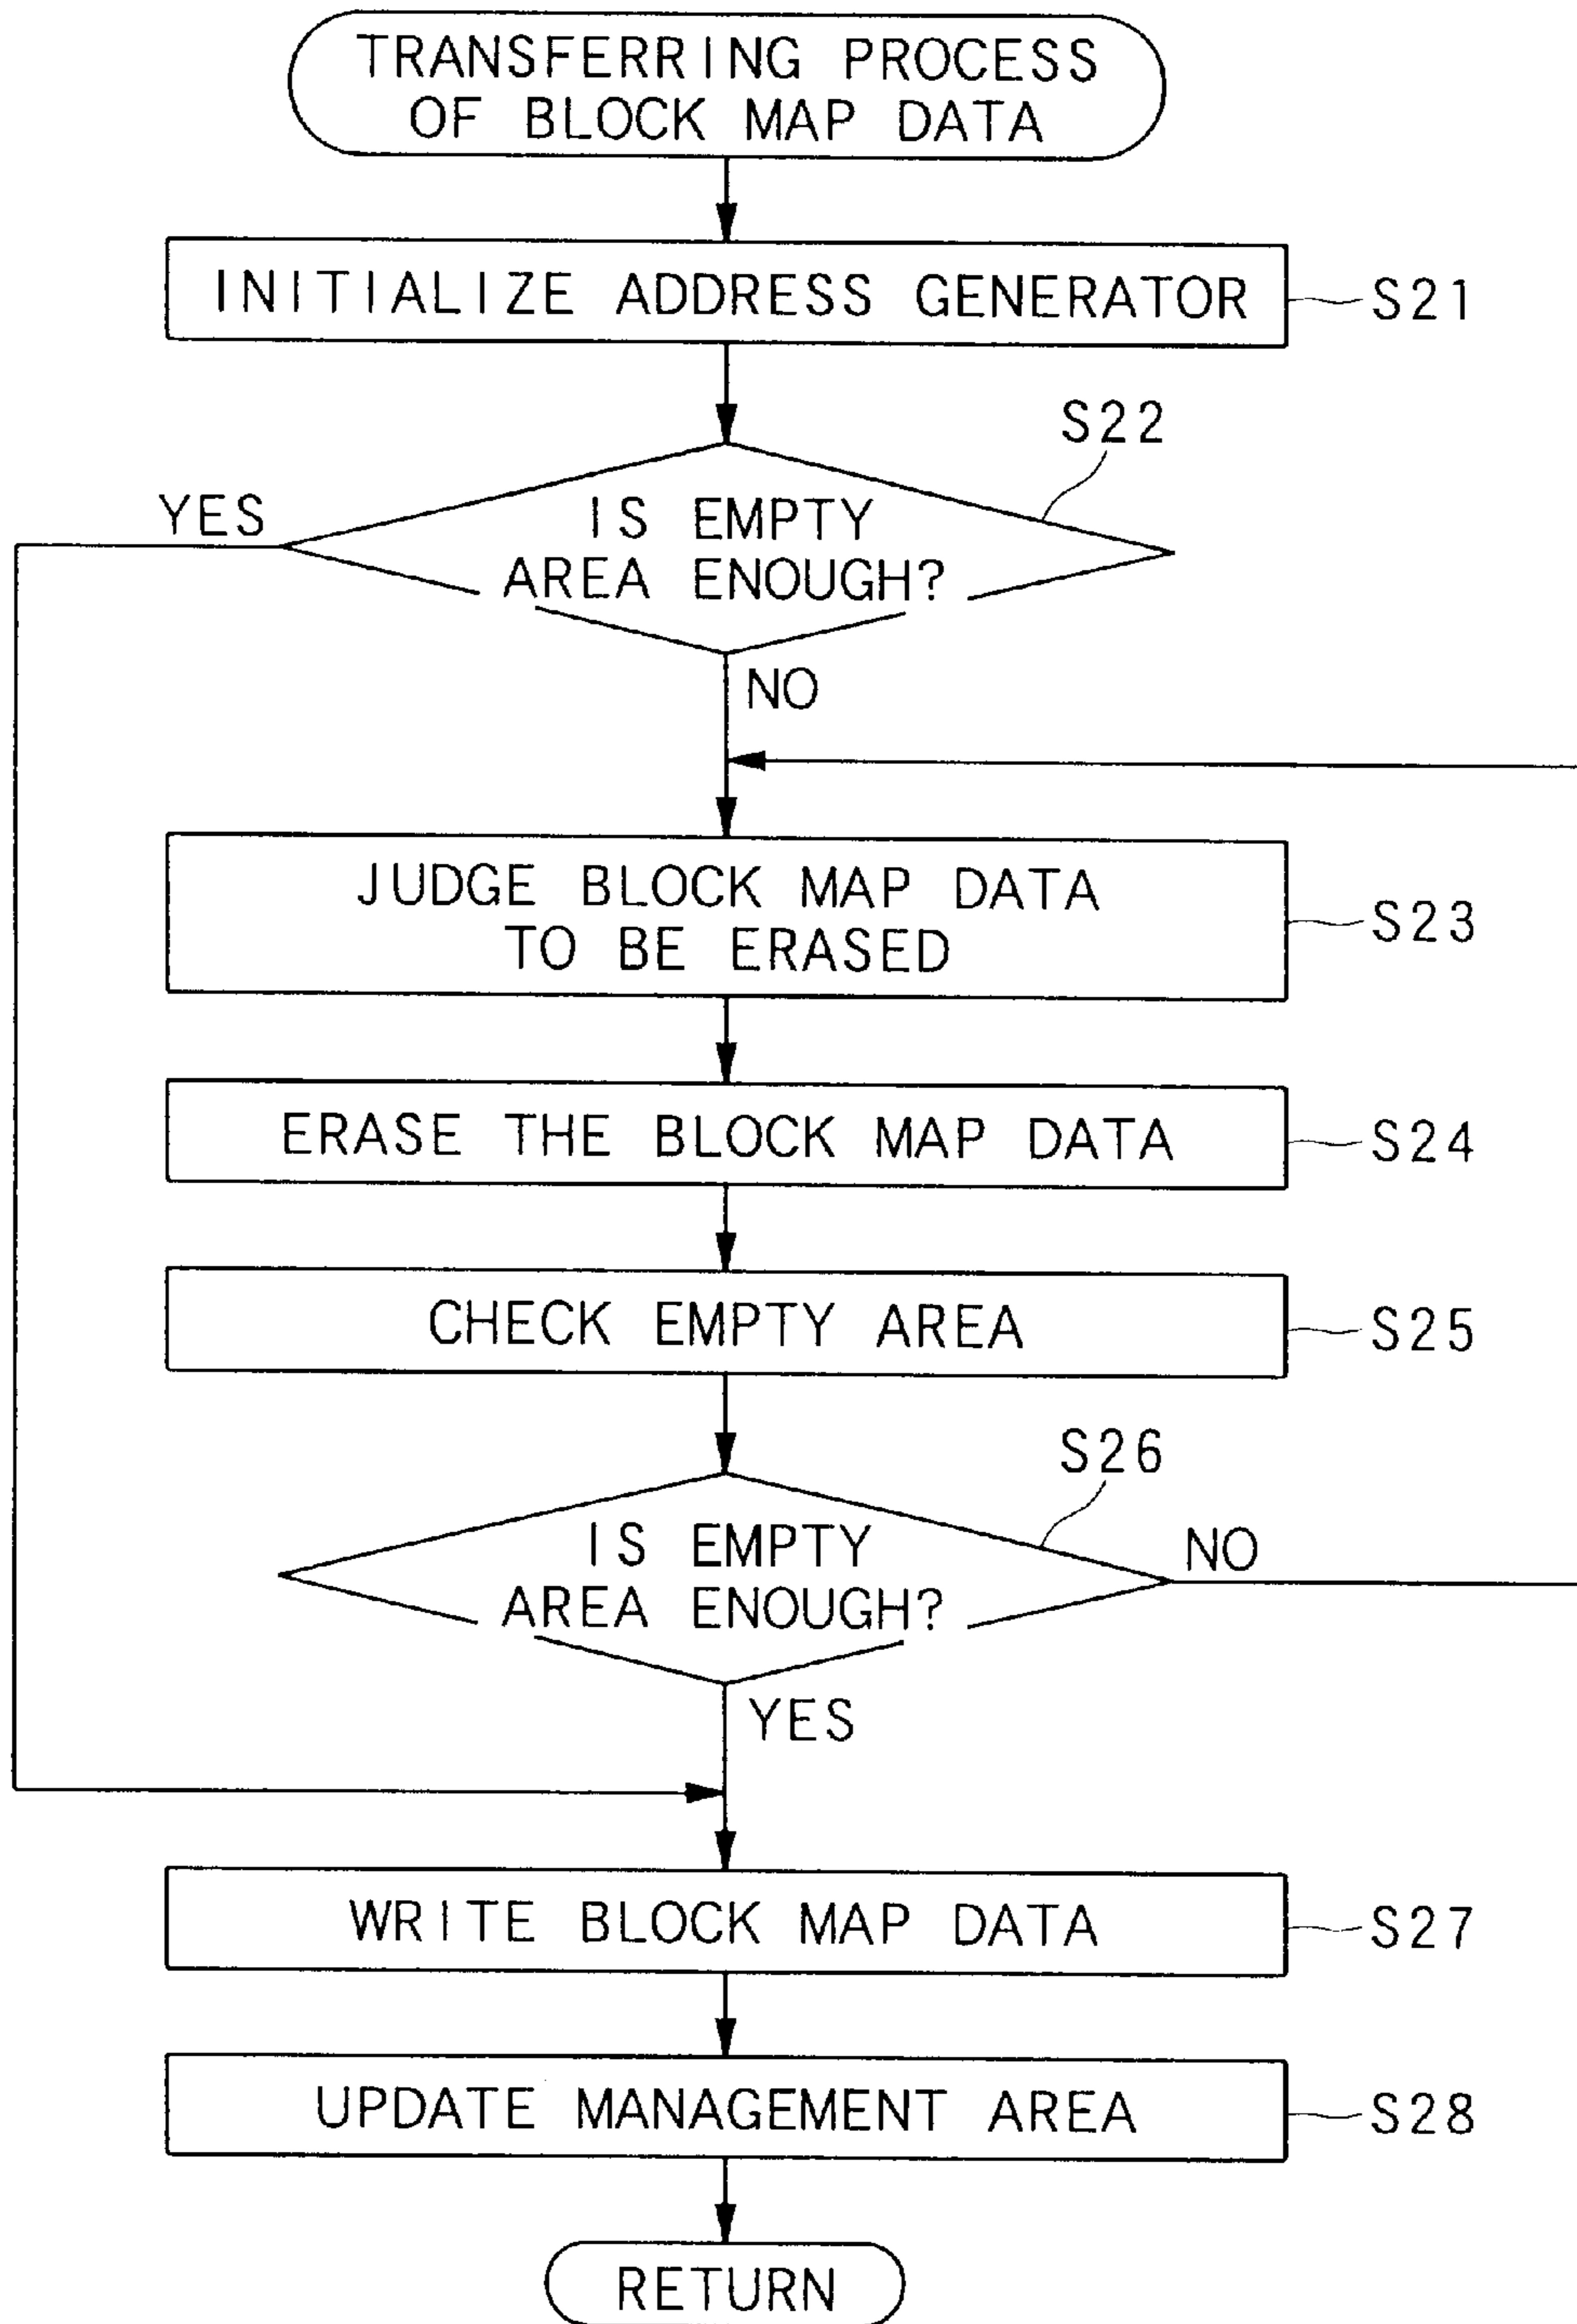 TRANSFERRING PROCESS
OF BLOCK MAP DATA
INITIALIZE ADDRESS GENERATOR
S21
S22
YES
IS EMPTY
AREA ENOUGH?
NO
JUDGE BLOCK MAP DATA
TO BE ERASED
S23
ERASE THE BLOCK MAP DATA
S24
CHECK EMPTY AREA
S25
S26
IS EMPTY
AREA ENOUGH?
NO
YES
WRITE BLOCK MAP DATA
S27
UPDATE MANAGEMENT AREA
S28
RETURN